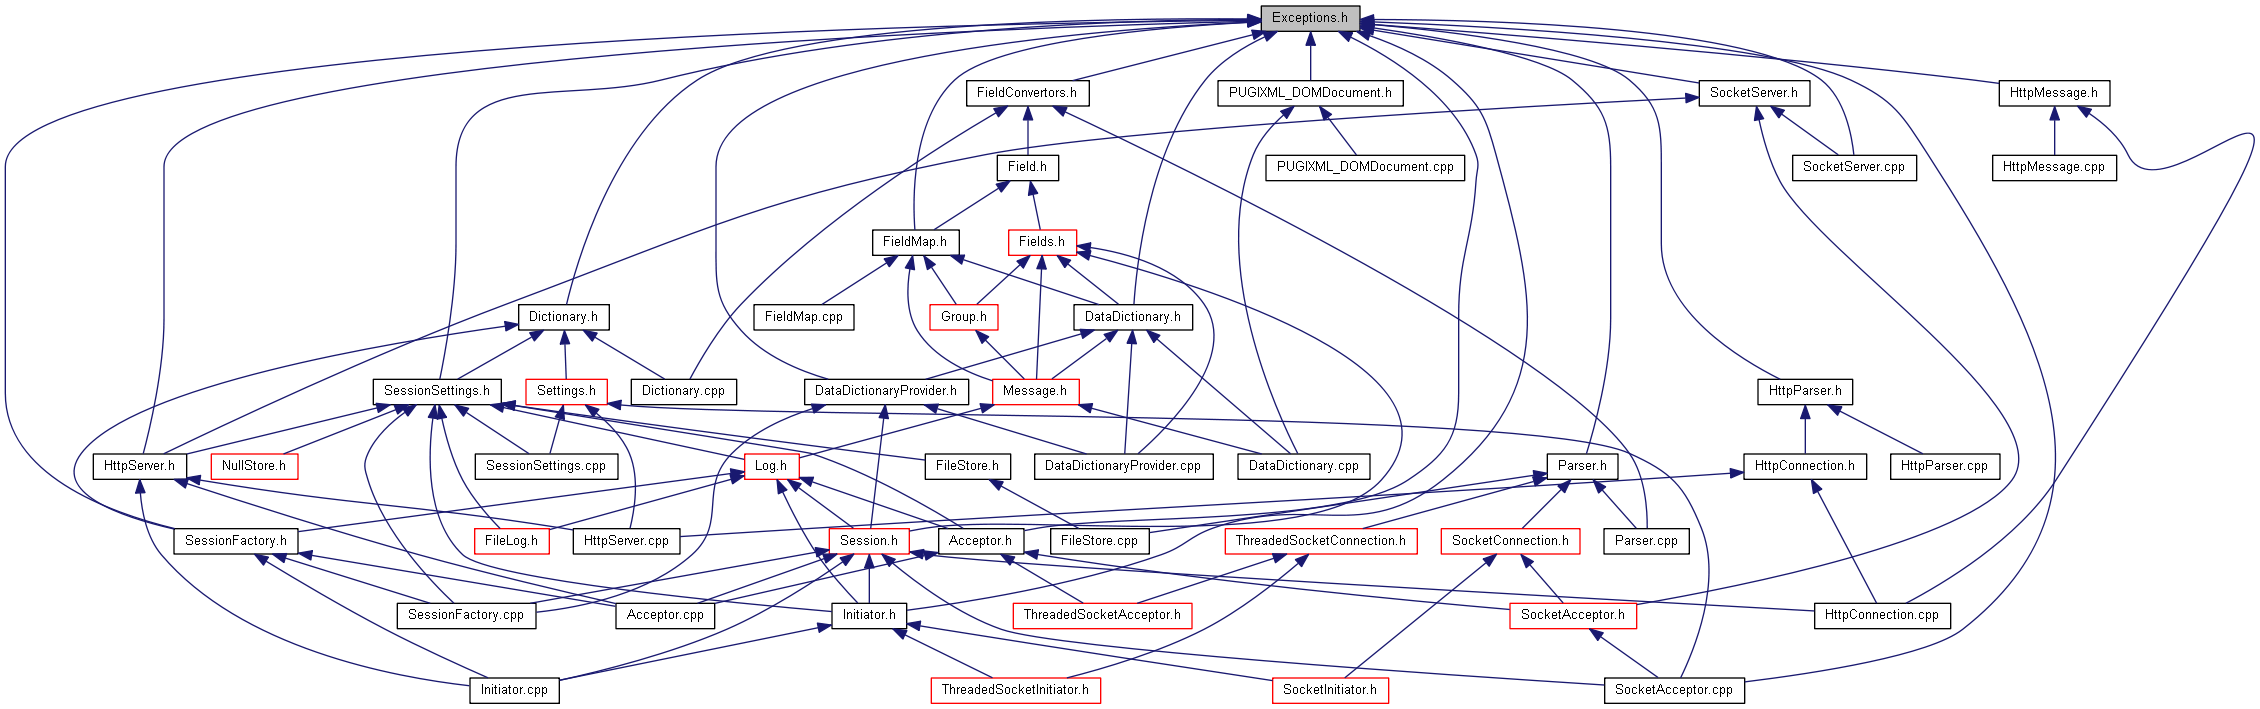 Exceptions.h
FieldConvertors.h
PUGIXML_DOMDocument.h
SocketServer.h
HttpMessage.h
Field.h
PUGIXML_DOMDocument.cpp
SocketServer.cpp
HttpMessage.cpp
FieldMap.h
Fields.h
Dictionary.h
FieldMap.cpp
Group.h
DataDictionary.h
SessionSettings.h
Settings.h
Dictionary.cpp
DataDictionaryProvider.h
Message.h
HttpParser.h
HttpServer.h
NullStore.h
SessionSettings.cpp
Log.h
FileStore.h
DataDictionaryProvider.cpp
DataDictionary.cpp
Parser.h
HttpConnection.h
HttpParser.cpp
SessionFactory.h
FileLog.h
HttpServer.cpp
Session.h
Acceptor.h
FileStore.cpp
ThreadedSocketConnection.h
SocketConnection.h
Parser.cpp
SessionFactory.cpp
Acceptor.cpp
Initiator.h
ThreadedSocketAcceptor.h
SocketAcceptor.h
HttpConnection.cpp
Initiator.cpp
ThreadedSocketInitiator.h
SocketInitiator.h
SocketAcceptor.cpp